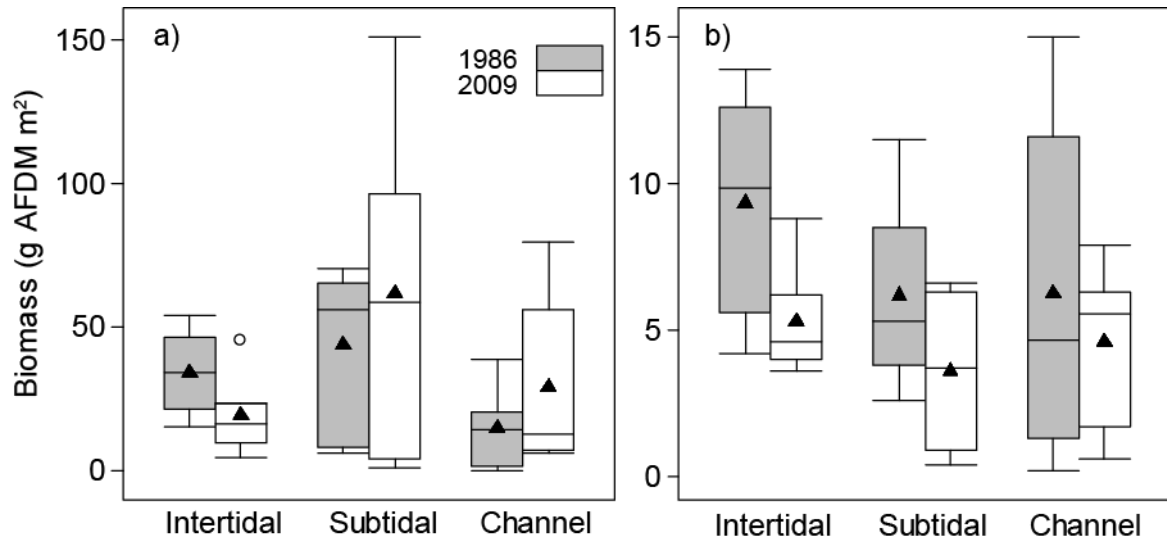 a)
1986
2009
150
100
50
0
Biomass (g AFDM m²)
Intertidal Subtidal Channel
b)
15
10
5
0
Intertidal Subtidal Channel